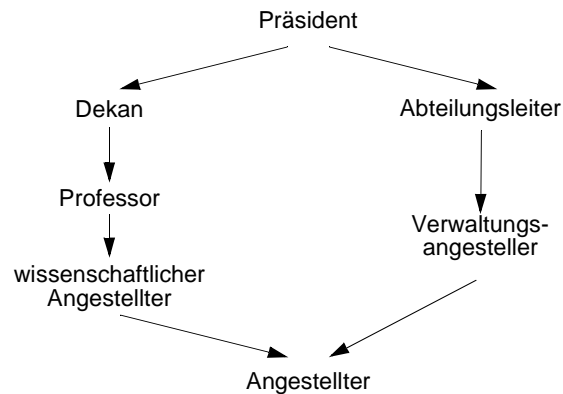 Präsident
Dekan
Abteilungsleiter
Professor
Verwaltungs-
angesteller
wissenschaftlicher
Angestellter
Angestellter